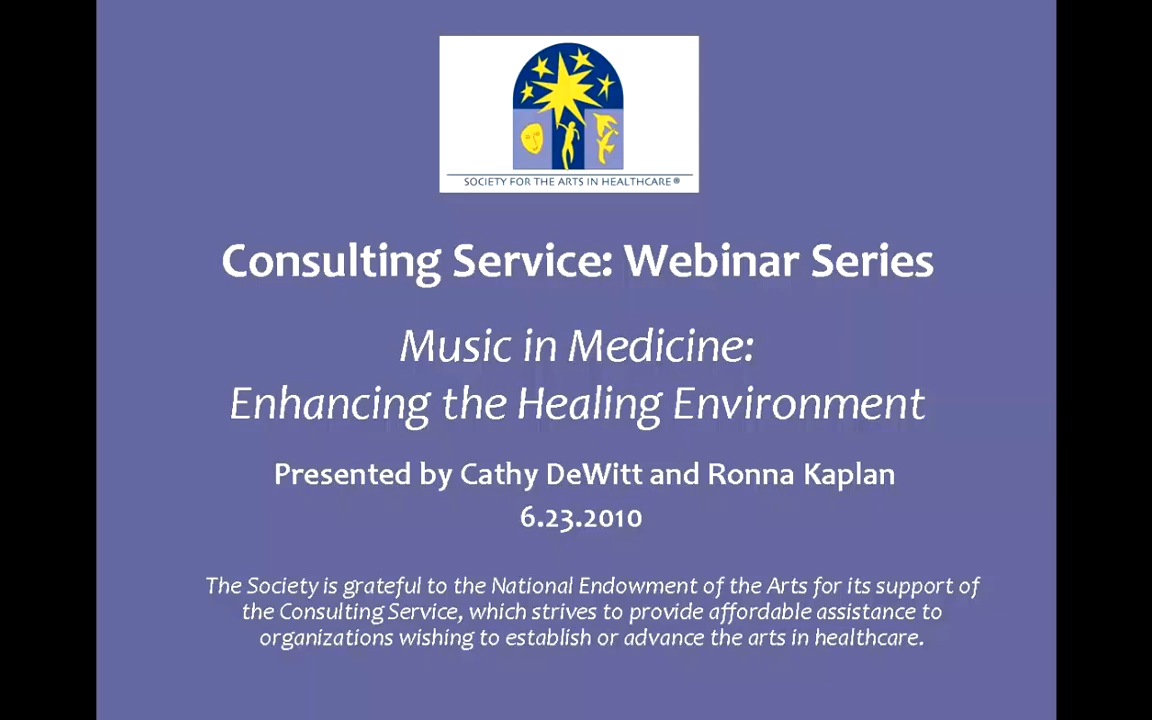 SOCIETY FOR THE ARTS IN HEALTHCARE®
Consulting Service: Webinar Series
Music in Medicine:
Enhancing the Healing Environment
Presented by Cathy DeWitt and Ronna Kaplan
6.23.2010
The Society is grateful to the National Endowment of the Arts for its support of
the Consulting Service, which strives to provide affordable assistance to
organizations wishing to establish or advance the arts in healthcare.